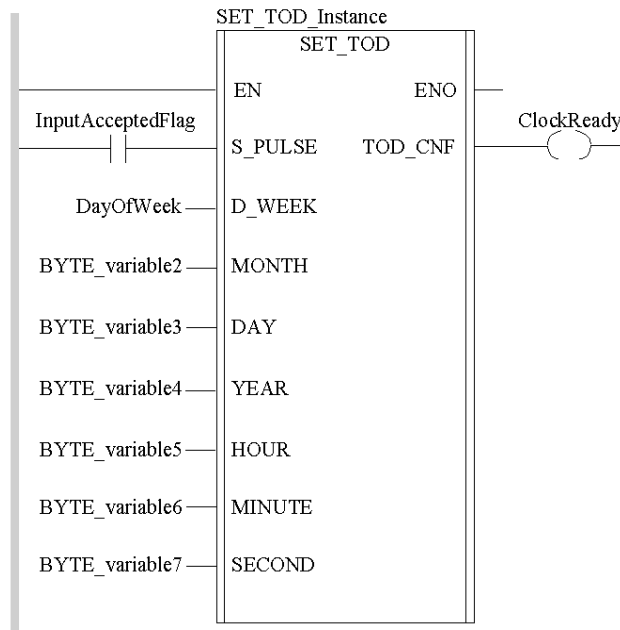 SET_TOD_Instance
SET_TOD
EN ENO
InputAcceptedFlag ClockReady
S_PULSE TOD_CNF
DayOfWeek D_WEEK
BYTE_variable2 MONTH
BYTE_variable3 DAY
BYTE_variable4 YEAR
BYTE_variable5 HOUR
BYTE_variable6 MINUTE
BYTE_variable7 SECOND